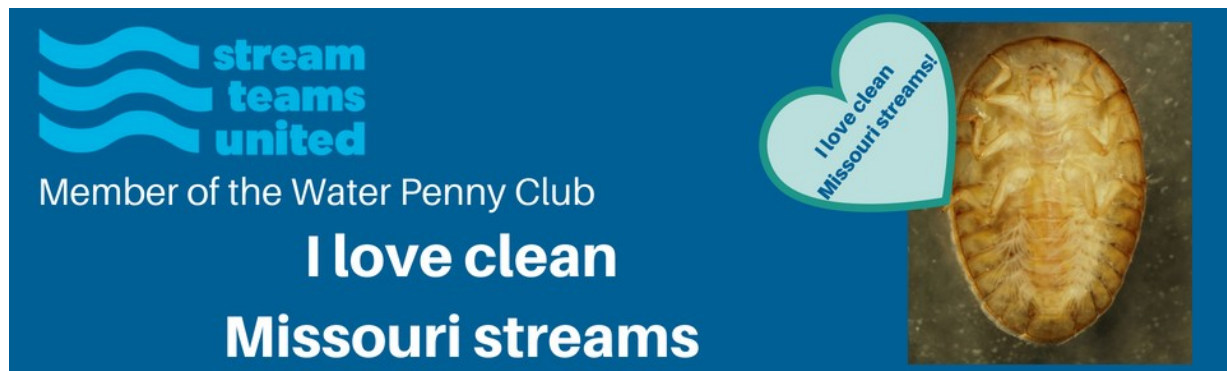 stream
teams
united
Member of the Water Penny Club
I love clean
Missouri streams
I love clean
Missouri streams!